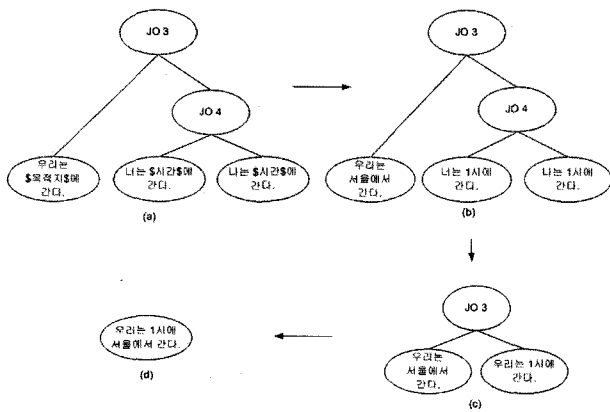 JO 3
JO 4
우리는
$목적지$에
간다.
너는 $시간$에
간다.
나는 $시간$에
간다.
(a)
JO 3
JO 4
우리는
서울에서
간다.
너는 1시에
간다.
나는 1시에
간다.
(b)
JO 3
우리는
서울에서
간다.
우리는 1시에
간다.
(c)
우리는 1시에
서울에서 간다.
(d)